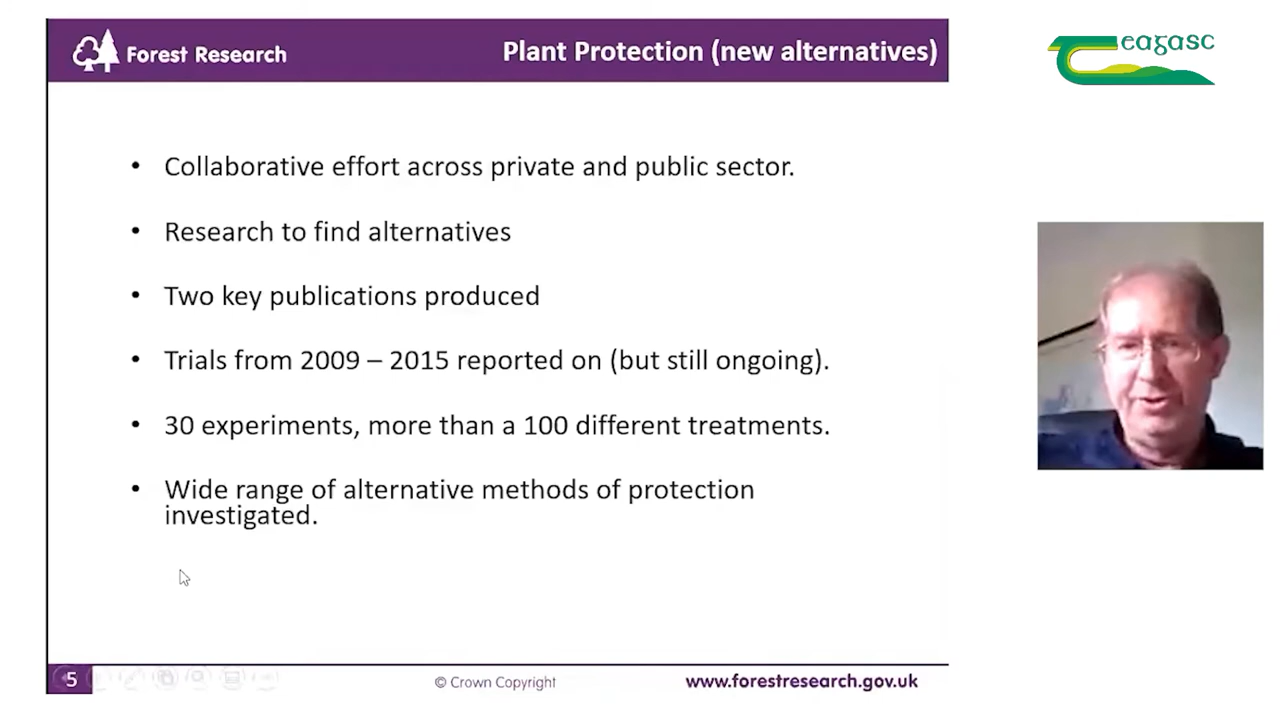 Forest Research
Plant Protection (new alternatives)
eagasc
• Collaborative effort across private and public sector.
• Research to find alternatives
• Two key publications produced
• Trials from 2009 – 2015 reported on (but still ongoing).
• 30 experiments, more than a 100 different treatments.
• Wide range of alternative methods of protection
investigated.
5
© Crown Copyright
www.forestresearch.gov.uk